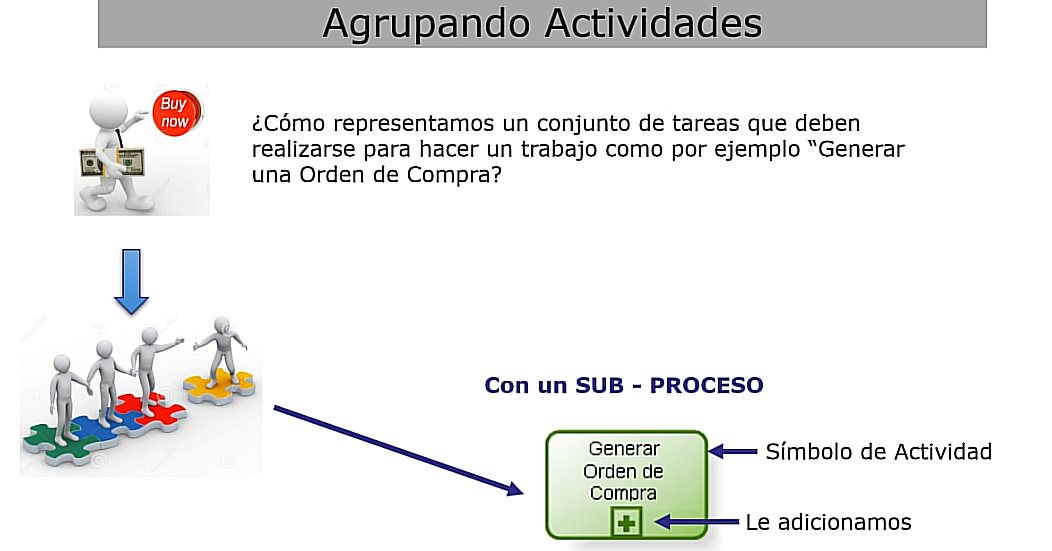 Agrupando Actividades
Buy
now
¿Cómo representamos un conjunto de tareas que deben
realizarse para hacer un trabajo como por ejemplo “Generar
una Orden de Compra?
Con un SUB - PROCESO
Generar
Orden de
Compra
Símbolo de Actividad
Le adicionamos